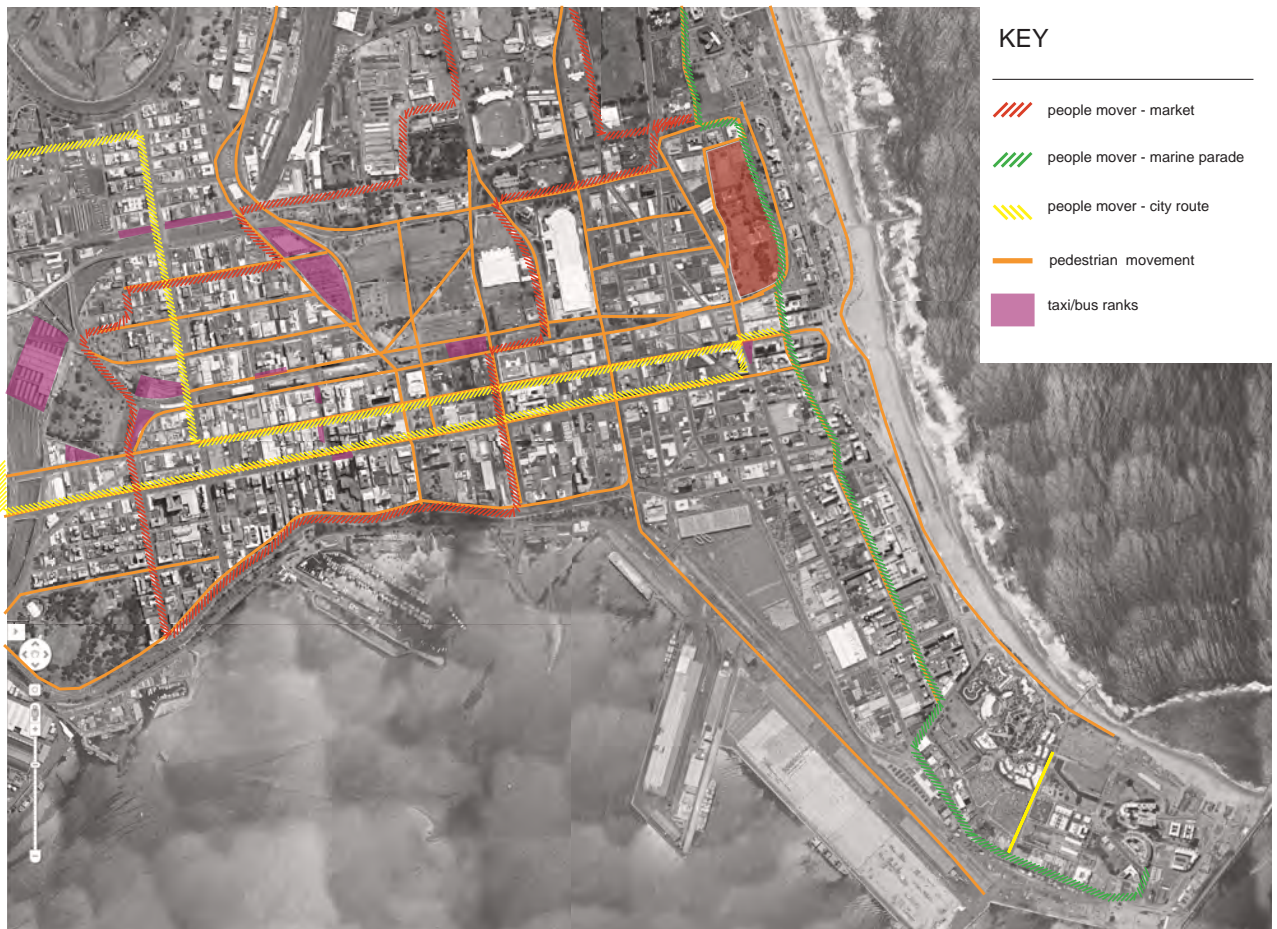 KEY
people mover - market
people mover - marine parade
people mover - city route
pedestrian movement
taxi/bus ranks